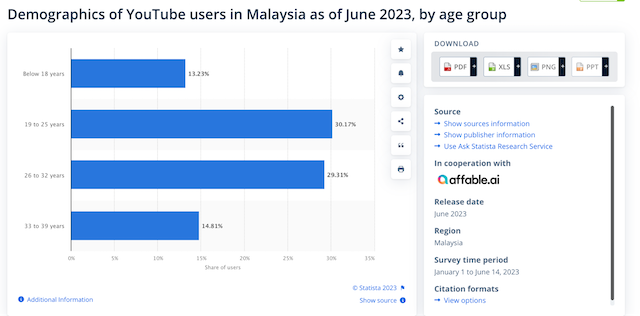 Demographics of YouTube users in Malaysia as of June 2023, by age group
Below 18 years
13.23%
19 to 25 years
30.17%
26 to 32 years
29.31%
33 to 39 years
14.81%
0% 5% 10% 15% 20% 25% 30% 35%
Share of users
© Statista 2023
Additional Information
Show source
DOWNLOAD
PDF + XLS + PNG + PPT +
Source
→ Show sources information
→ Show publisher information
→ Use Ask Statista Research Service
In cooperation with
affable.ai
Release date
June 2023
Region
Malaysia
Survey time period
January 1 to June 14, 2023
Citation formats
→ View options